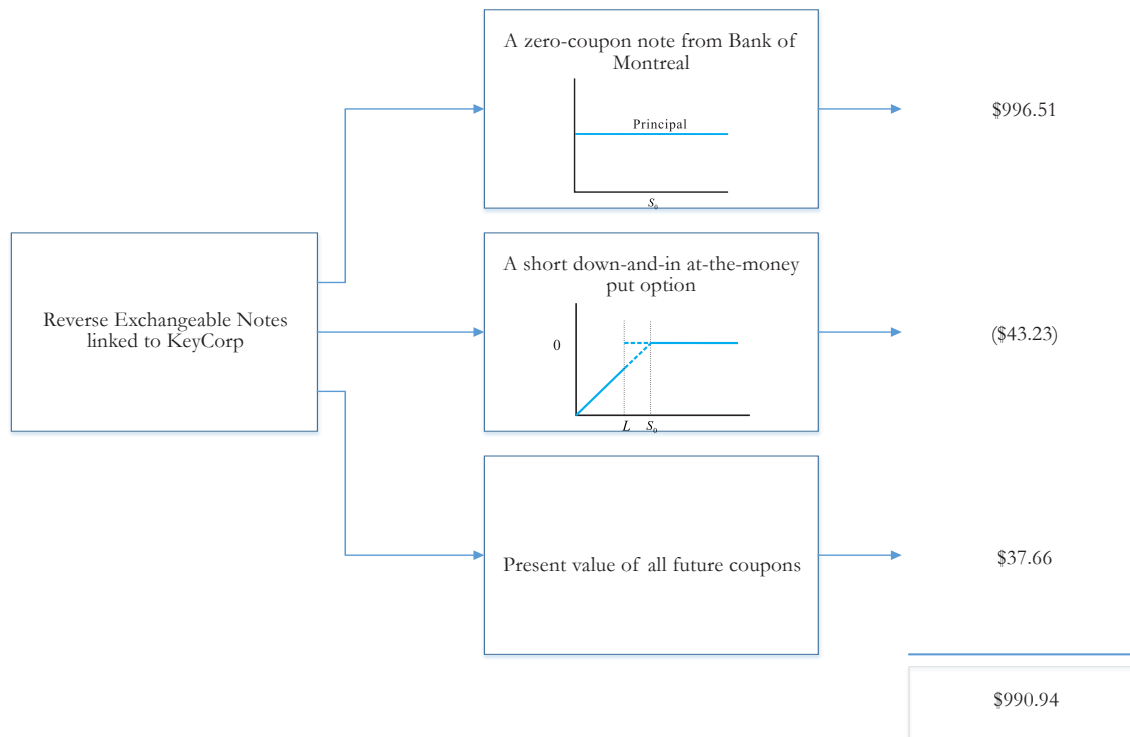 A zero-coupon note from Bank of
Montreal
Principal
S₀
$996.51
Reverse Exchangeable Notes
linked to KeyCorp
A short down-and-in at-the-money
put option
0
L S₀
($43.23)
Present value of all future coupons
$37.66
$990.94